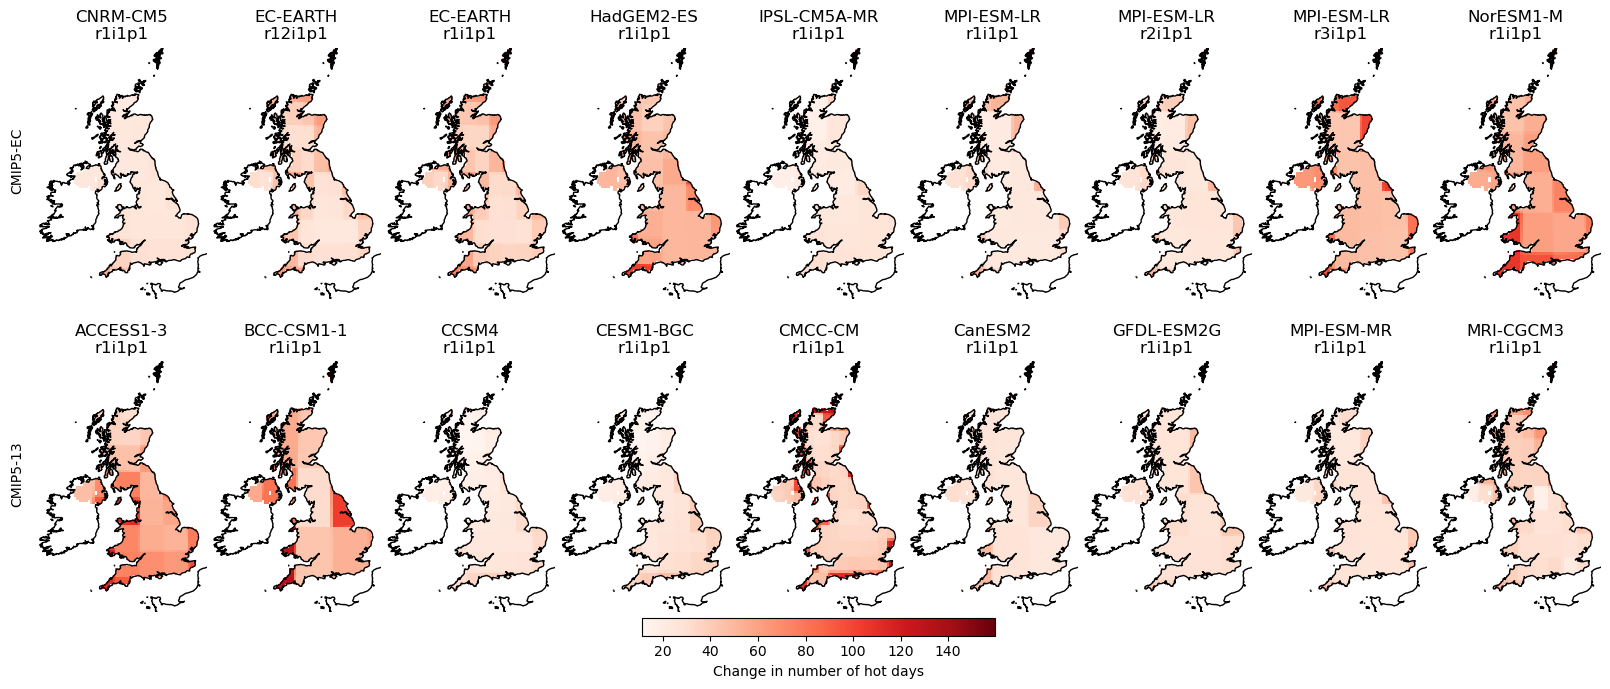 CNRM-CM5
r1i1p1
EC-EARTH
r12i1p1
EC-EARTH
r1i1p1
HadGEM2-ES
r1i1p1
IPSL-CM5A-MR
r1i1p1
MPI-ESM-LR
r1i1p1
MPI-ESM-LR
r2i1p1
MPI-ESM-LR
r3i1p1
NorESM1-M
r1i1p1
CMIP5-EC
ACCESS1-3
r1i1p1
BCC-CSM1-1
r1i1p1
CCSM4
r1i1p1
CESM1-BGC
r1i1p1
CMCC-CM
r1i1p1
CanESM2
r1i1p1
GFDL-ESM2G
r1i1p1
MPI-ESM-MR
r1i1p1
MRI-CGCM3
r1i1p1
CMIP5-13
20 40 60 80 100 120 140
Change in number of hot days